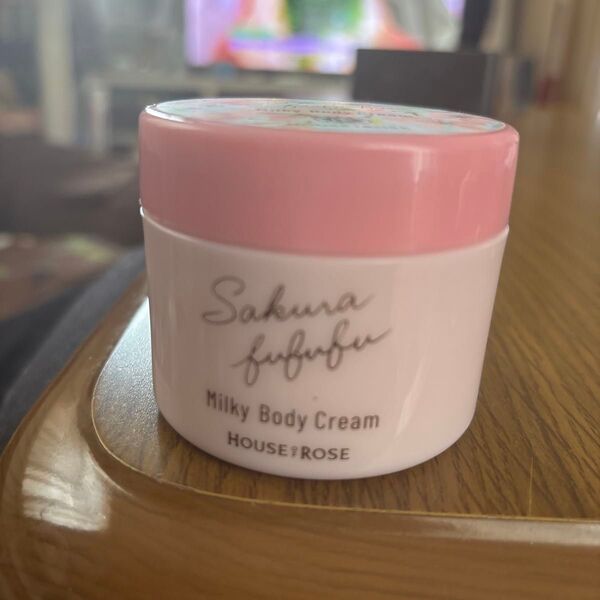 Sakura
fufufu
Milky Body Cream
HOUSE OF ROSE